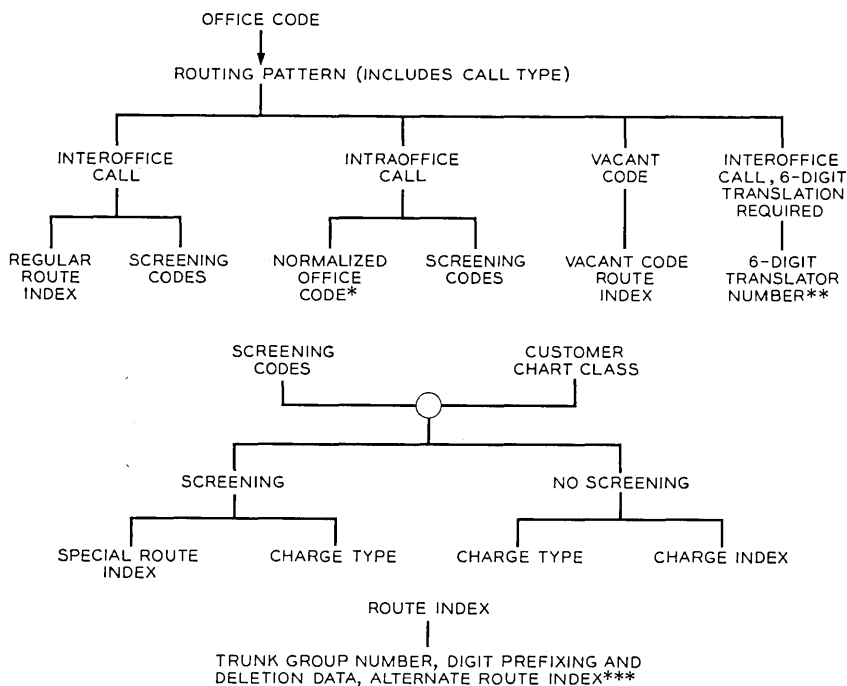 OFFICE CODE
ROUTING PATTERN (INCLUDES CALL TYPE)
INTEROFFICE
CALL
INTRAOFFICE
CALL
VACANT
CODE
INTEROFFICE
CALL, 6-DIGIT
TRANSLATION
REQUIRED
REGULAR
ROUTE
INDEX
SCREENING
CODES
NORMALIZED
OFFICE
CODE*
SCREENING
CODES
VACANT CODE
ROUTE
INDEX
6-DIGIT
TRANSLATOR
NUMBER**
SCREENING
CODES
CUSTOMER
CHART CLASS
SCREENING
NO SCREENING
SPECIAL ROUTE
INDEX
CHARGE TYPE
CHARGE TYPE
CHARGE INDEX
ROUTE INDEX
TRUNK GROUP NUMBER, DIGIT PREFIXING AND
DELETION DATA, ALTERNATE ROUTE INDEX***